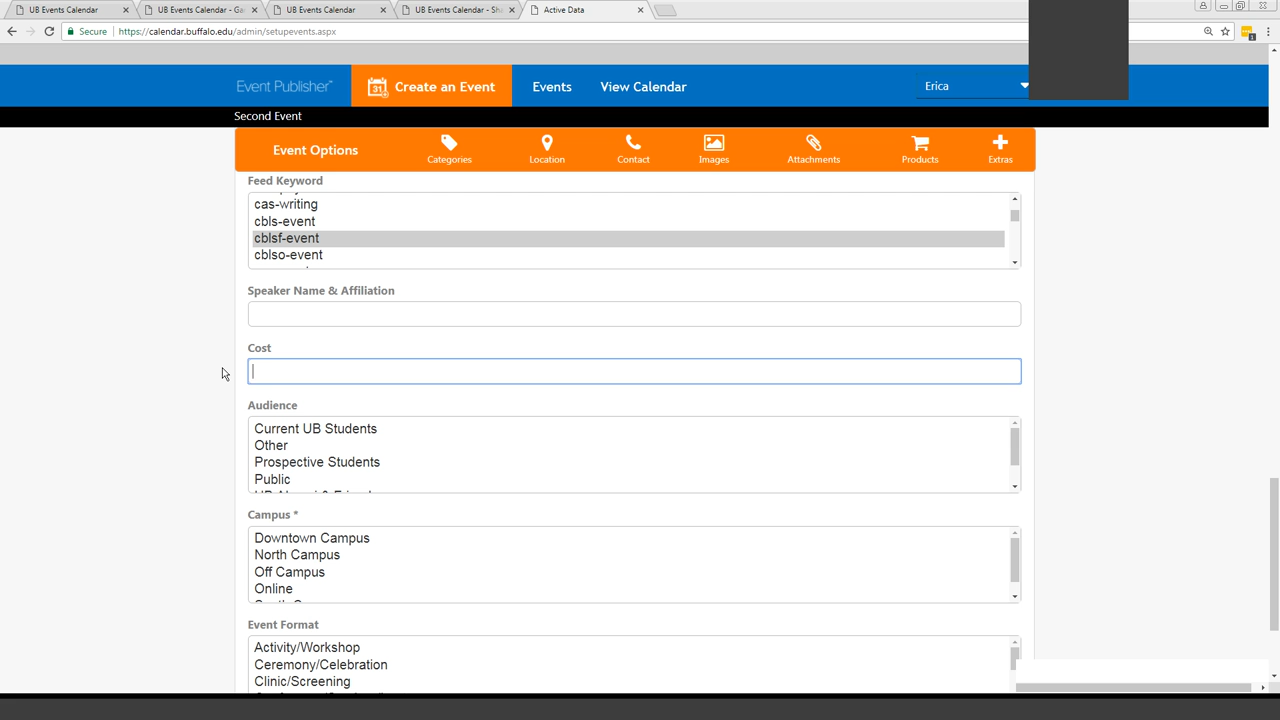 UB Events Calendar
UB Events Calendar - Ga
UB Events Calendar
UB Events Calendar - Sh
Active Data
Secure
https://calendar.buffalo.edu/admin/setupevents.aspx
Event Publisher
31
Create an Event
Events
View Calendar
Erica
Second Event
Event Options
Categories
Location
Contact
Images
Attachments
Products
Extras
Feed Keyword
cas-writing
cbls-event
cblsf-event
cblso-event
Speaker Name & Affiliation
Cost
Audience
Current UB Students
Other
Prospective Students
Public
Campus *
Downtown Campus
North Campus
Off Campus
Online
Event Format
Activity/Workshop
Ceremony/Celebration
Clinic/Screening